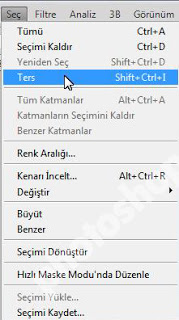 Seç Filtre Analiz 3B Görünüm
Tümü Ctrl+A
Seçimi Kaldır Ctrl+D
Yeniden Seç Shift+Ctrl+D
Ters Shift+Ctrl+I
Tüm Katmanlar Alt+Ctrl+A
Katmanların Seçimini Kaldır
Benzer Katmanlar
Renk Aralığı...
Kenarı İncelt... Alt+Ctrl+R
Değiştir
Büyüt
Benzer
Seçimi Dönüştür
Hızlı Maske Modu'nda Düzenle
Seçimi Yükle...
Seçimi Kaydet...
photoshop